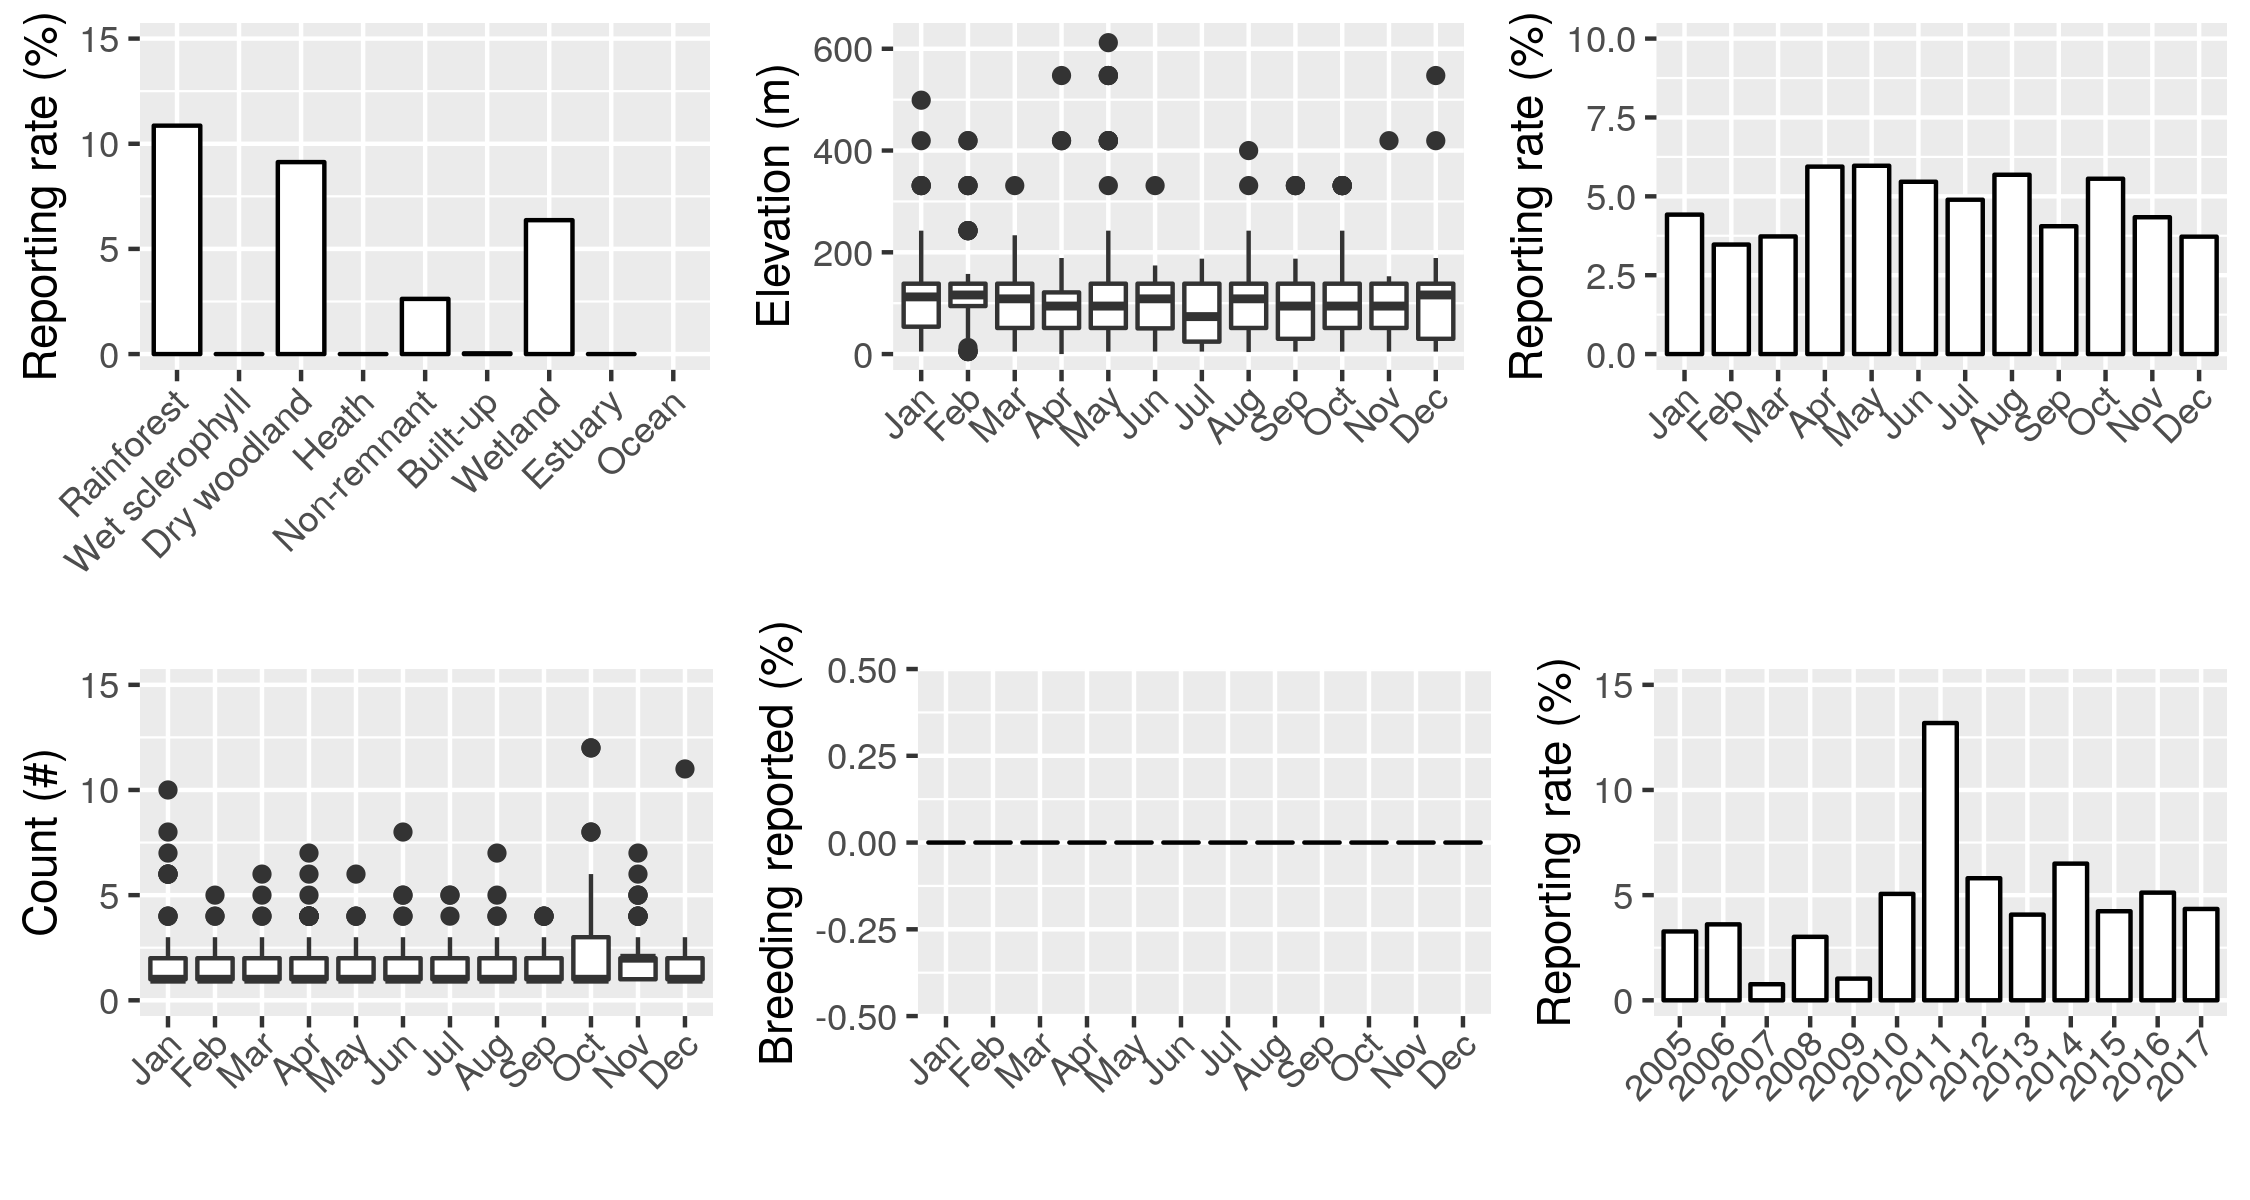 Reporting rate (%)
15
10
5
0
Rainforest
Wet sclerophyll
Dry woodland
Heath
Non-remnant
Built-up
Wetland
Estuary
Ocean
Elevation (m)
600
400
200
0
Jan
Feb
Mar
Apr
May
Jun
Jul
Aug
Sep
Oct
Nov
Dec
Reporting rate (%)
10.0
7.5
5.0
2.5
0.0
Jan
Feb
Mar
Apr
May
Jun
Jul
Aug
Sep
Oct
Nov
Dec
Count (#)
15
10
5
0
Jan
Feb
Mar
Apr
May
Jun
Jul
Aug
Sep
Oct
Nov
Dec
Breeding reported (%)
0.50
0.25
0.00
-0.25
-0.50
Jan
Feb
Mar
Apr
May
Jun
Jul
Aug
Sep
Oct
Nov
Dec
Reporting rate (%)
15
10
5
0
2005
2006
2007
2008
2009
2010
2011
2012
2013
2014
2015
2016
2017